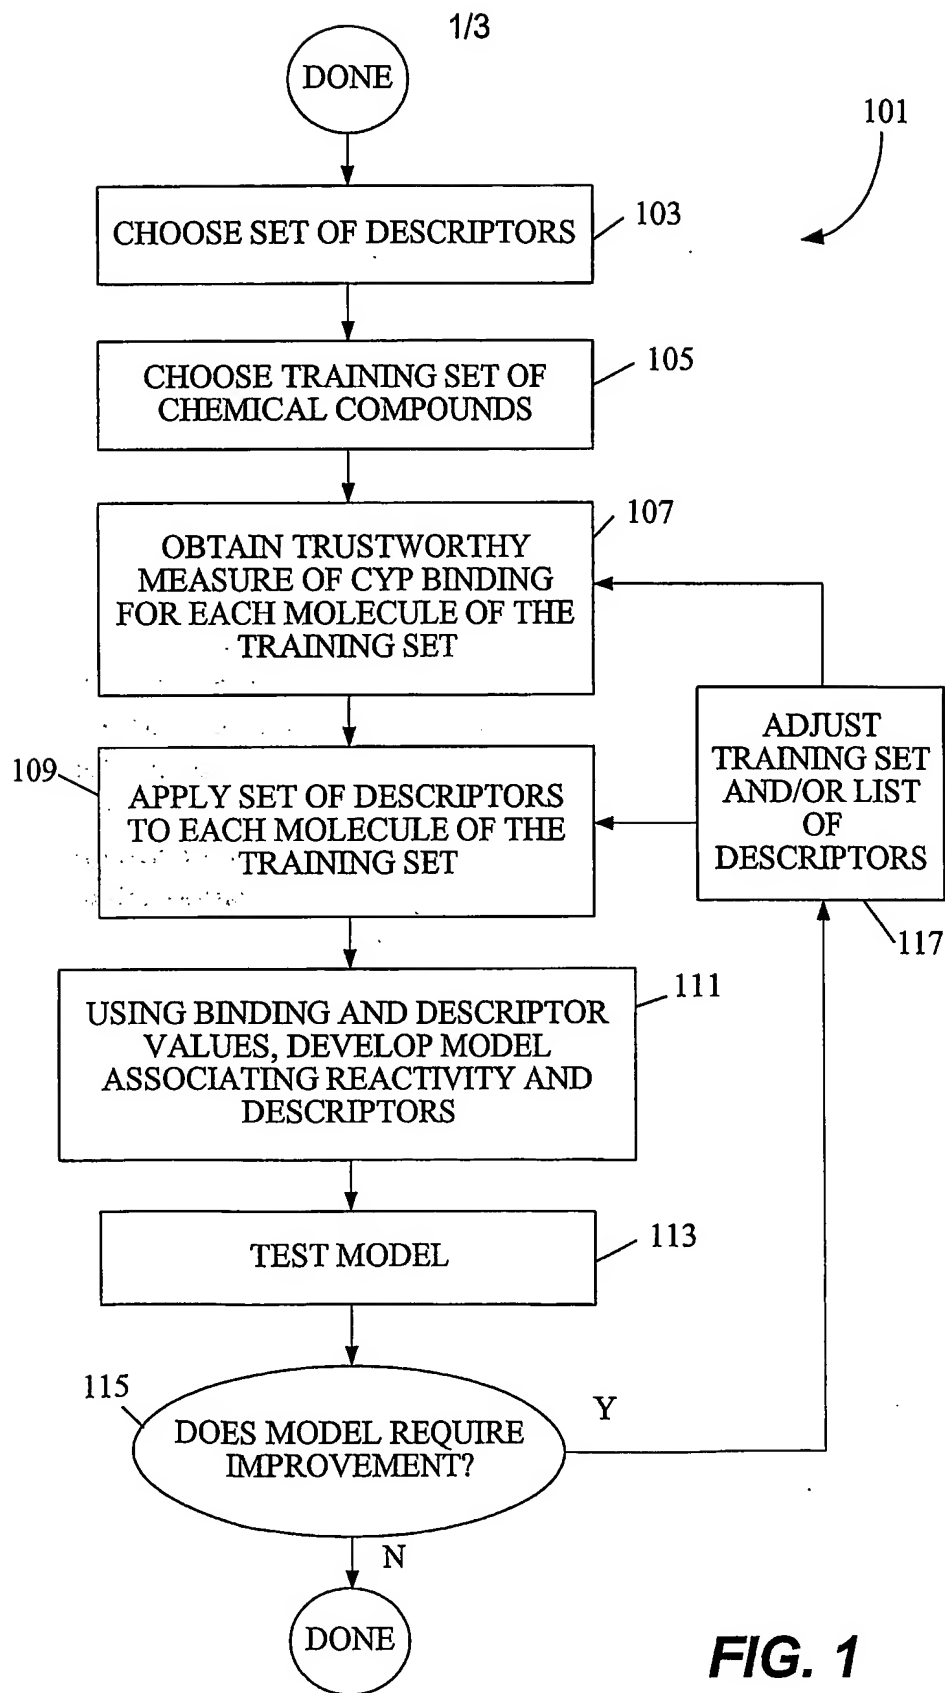 1/3
DONE
101
CHOOSE SET OF DESCRIPTORS
103
CHOOSE TRAINING SET OF
CHEMICAL COMPOUNDS
105
OBTAIN TRUSTWORTHY
MEASURE OF CYP BINDING
FOR EACH MOLECULE OF THE
TRAINING SET
107
ADJUST
TRAINING SET
AND/OR LIST
OF
DESCRIPTORS
117
109
APPLY SET OF DESCRIPTORS
TO EACH MOLECULE OF THE
TRAINING SET
USING BINDING AND DESCRIPTOR
VALUES, DEVELOP MODEL
ASSOCIATING REACTIVITY AND
DESCRIPTORS
111
TEST MODEL
113
115
DOES MODEL REQUIRE
IMPROVEMENT?
Y
N
DONE
FIG. 1